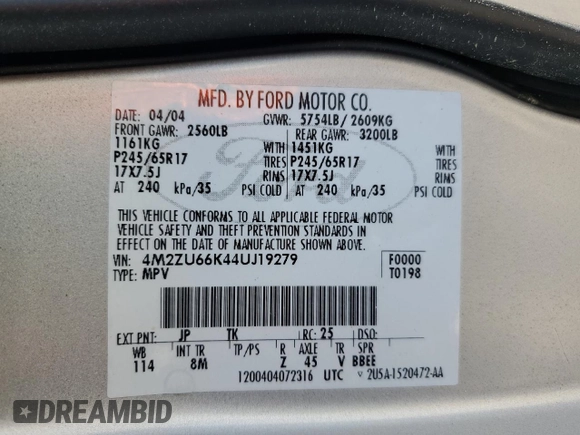 MFD. BY FORD MOTOR CO.
DATE: 04/04 GVWR: 5754LB/ 2609KG
FRONT GAWR: 2560LB REAR GAWR: 3200LB
1161KG WITH 1451KG WITH
P245/65R17 TIRES P245/65R17 TIRES
17X7.5J RIMS 17X7.5J RIMS
AT 240 kPa/35 PSI COLD AT 240 kPa/35 PSI COLD
Ford
THIS VEHICLE CONFORMS TO ALL APPLICABLE FEDERAL MOTOR
VEHICLE SAFETY AND THEFT PREVENTION STANDARDS IN
EFFECT ON THE DATE OF MANUFACTURE SHOWN ABOVE.
VIN: 4M2ZU66K44UJ19279 F0000
TYPE: MPV T0198
EXT PNT: JP TK RC: 25 DSO:
WB INT TR TP/PS R AXLE TR SPR
114 8M Z 45 V BBEE
1200404072316 UTC V 2U5A-1520472-AA
DREAMBID